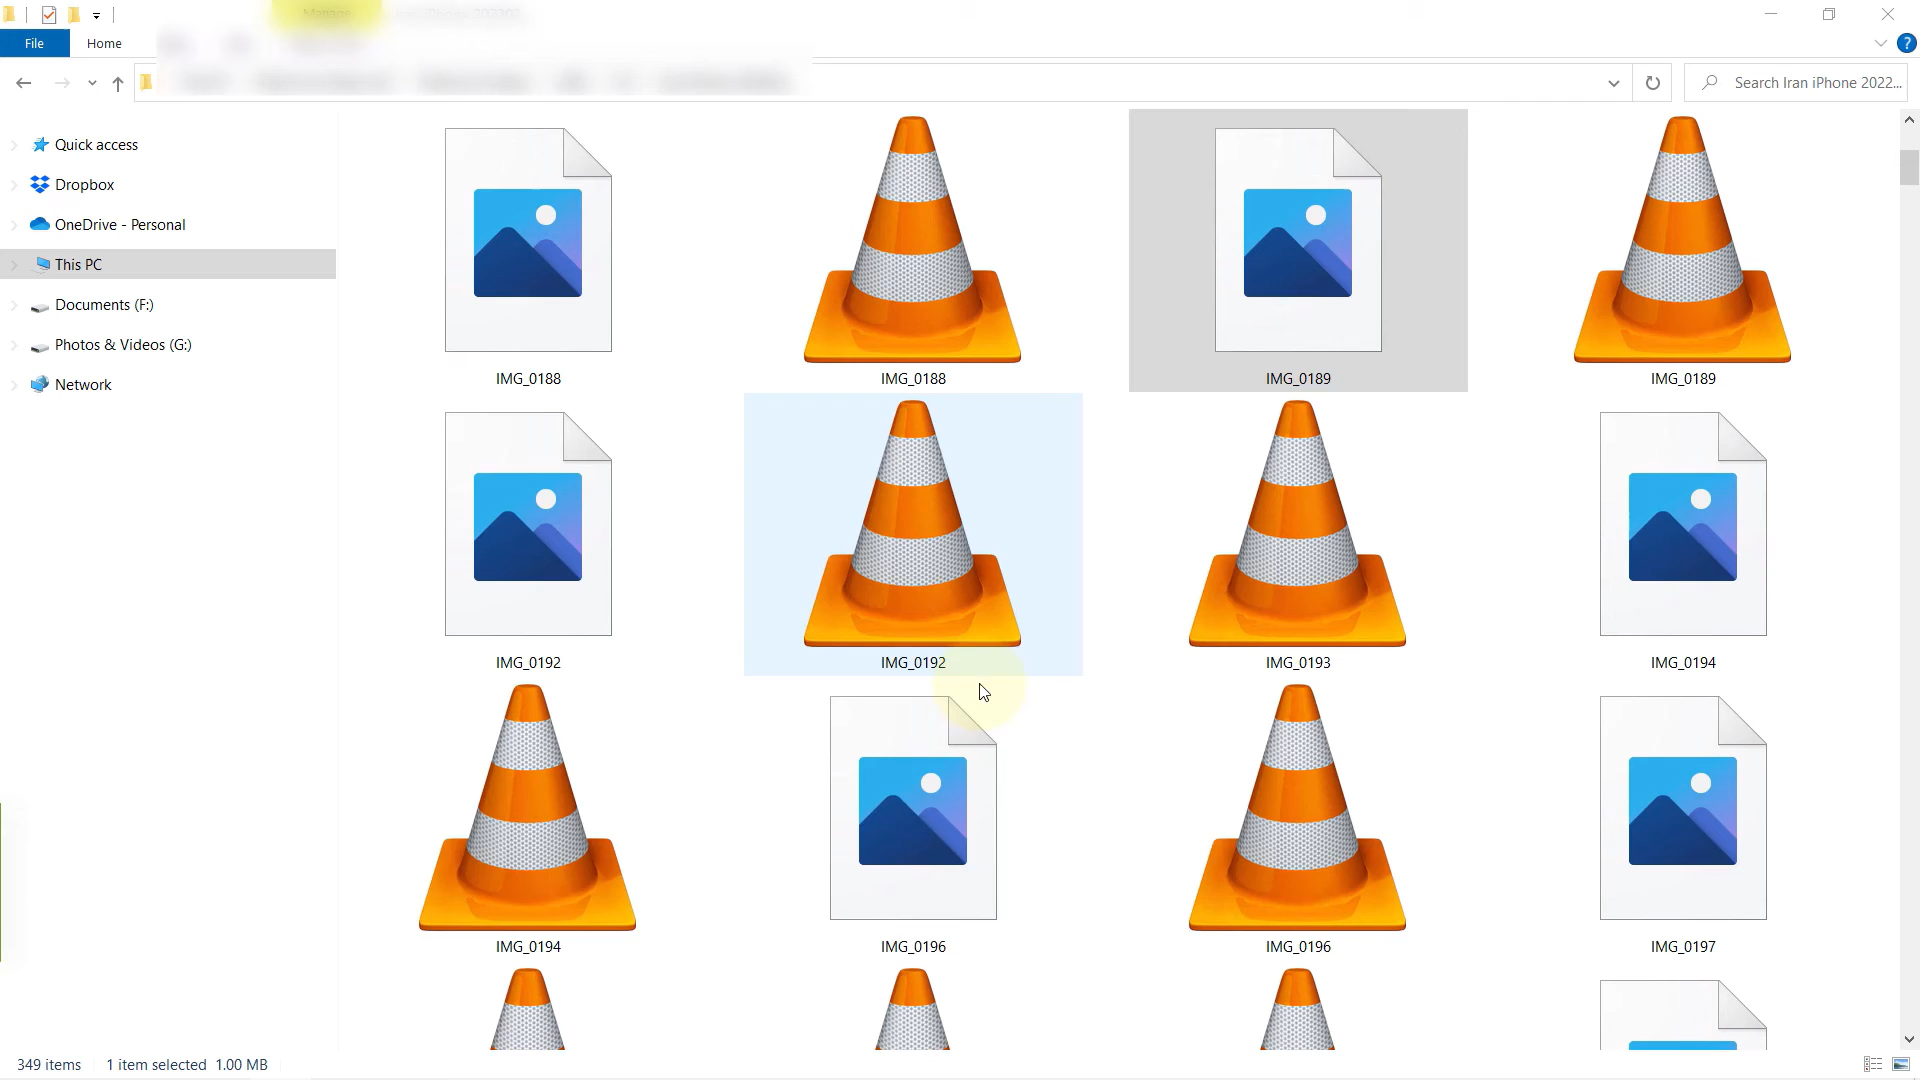 File
Home
Search Iran iPhone 2022...
Quick access
Dropbox
OneDrive - Personal
This PC
Documents (F:)
Photos & Videos (G:)
Network
IMG_0188
IMG_0188
IMG_0189
IMG_0189
IMG_0192
IMG_0192
IMG_0193
IMG_0194
IMG_0194
IMG_0196
IMG_0196
IMG_0197
349 items
1 item selected 1.00 MB